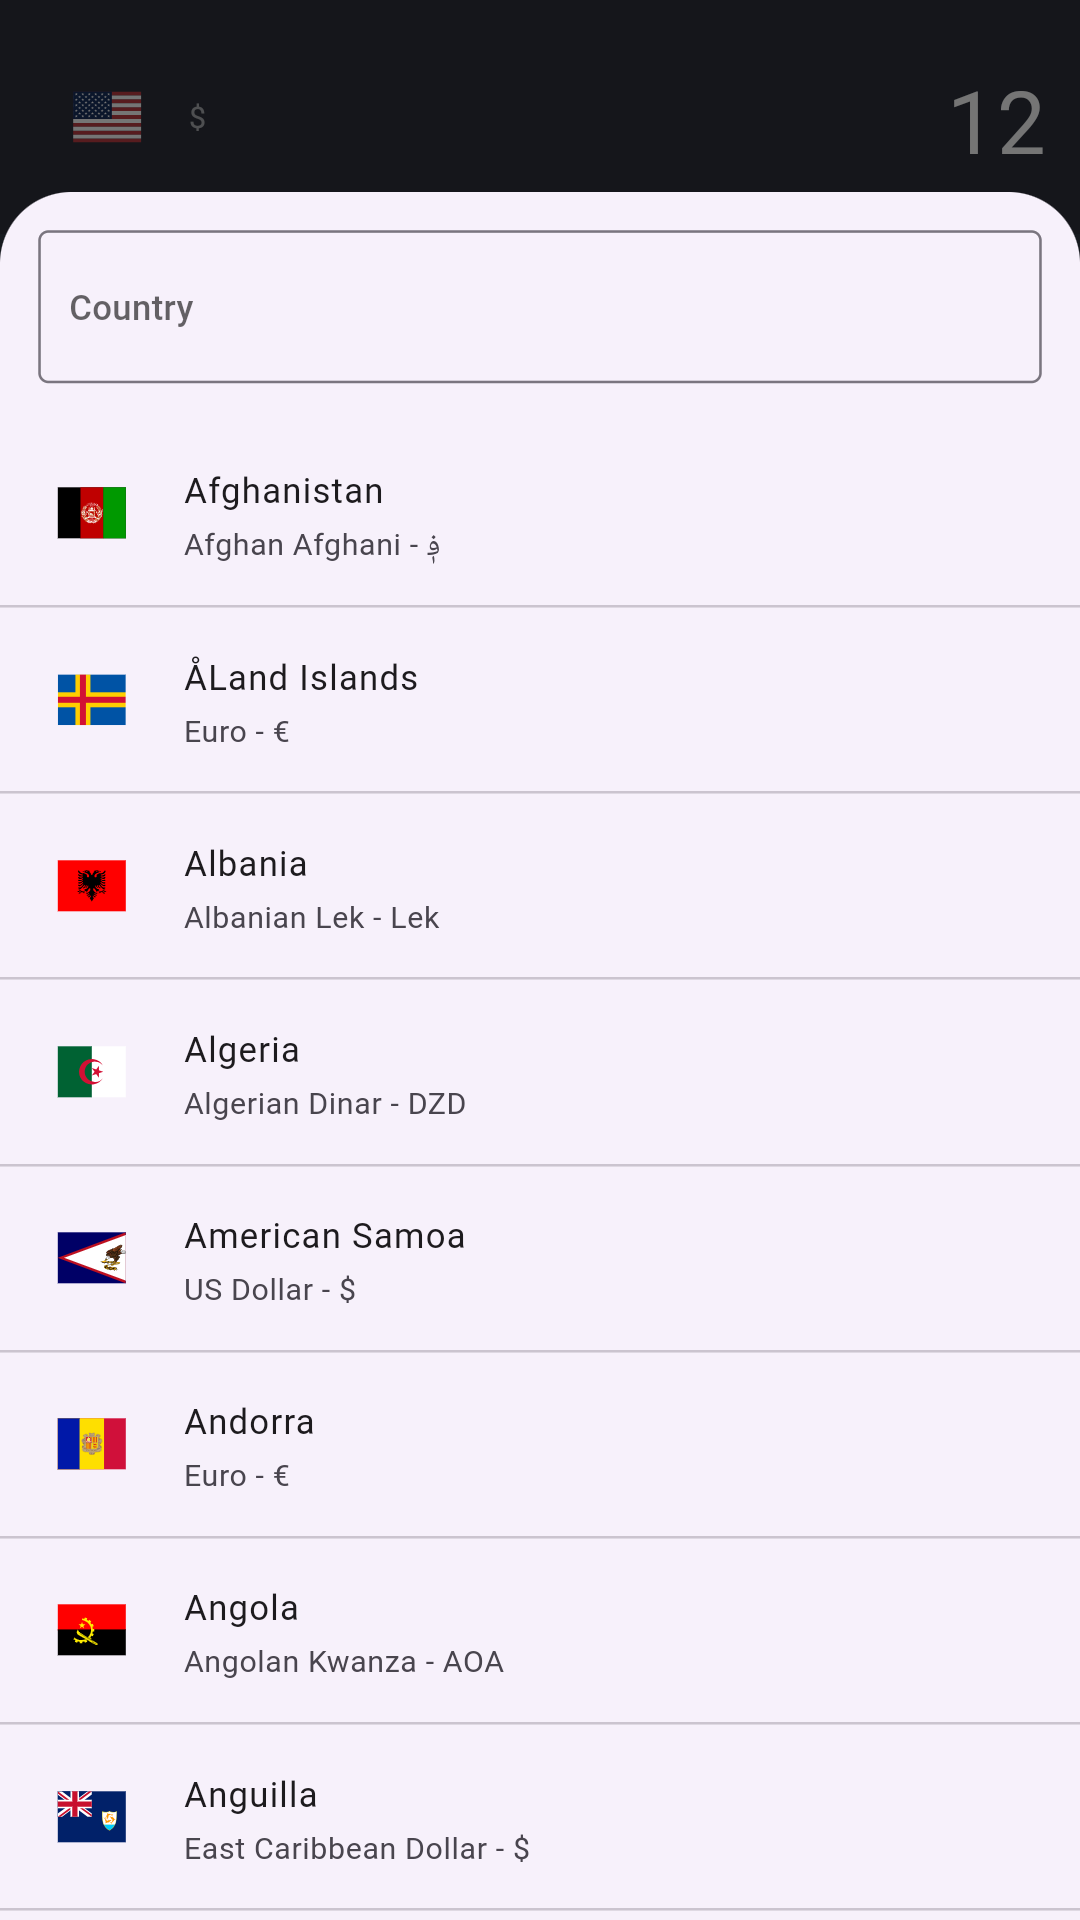 $ 12
Country
Afghanistan
Afghan Afghani - ؋
ÅLand Islands
Euro - €
Albania
Albanian Lek - Lek
Algeria
Algerian Dinar - DZD
American Samoa
US Dollar - $
Andorra
Euro - €
Angola
Angolan Kwanza - AOA
Anguilla
East Caribbean Dollar - $